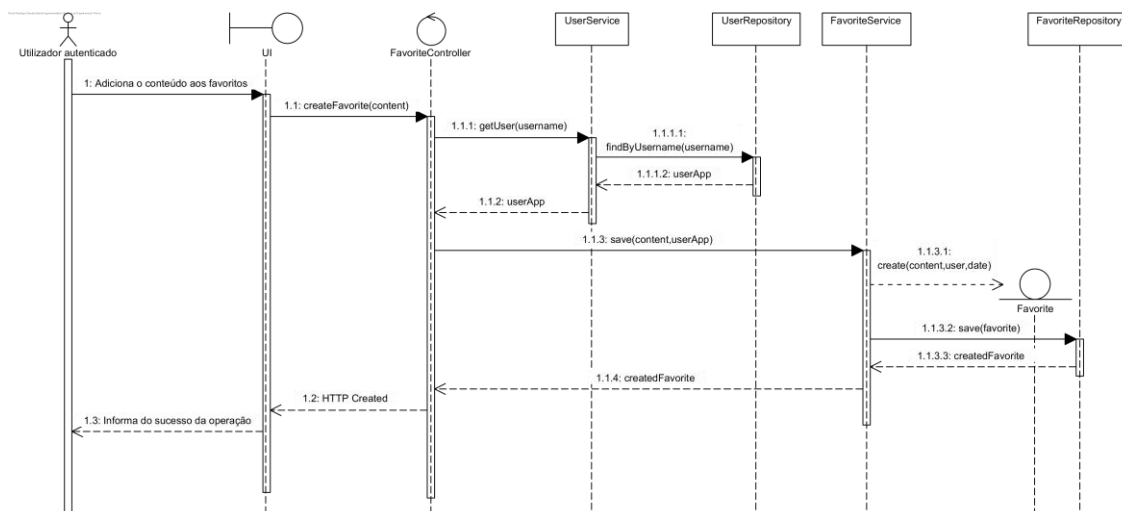 UserService
UserRepository
FavoriteService
FavoriteRepository
Utilizador autenticado
UI
FavoriteController
1: Adiciona o conteúdo aos favoritos
1.1: createFavorite(content)
1.1.1: getUser(username)
1.1.1.1:
findByUsername(username)
1.1.1.2: userApp
1.1.2: userApp
1.1.3: save(content,userApp)
1.1.3.1:
create(content,user,date)
Favorite
1.1.3.2: save(favorite)
1.1.3.3: createdFavorite
1.1.4: createdFavorite
1.2: HTTP Created
1.3: Informa do sucesso da operação